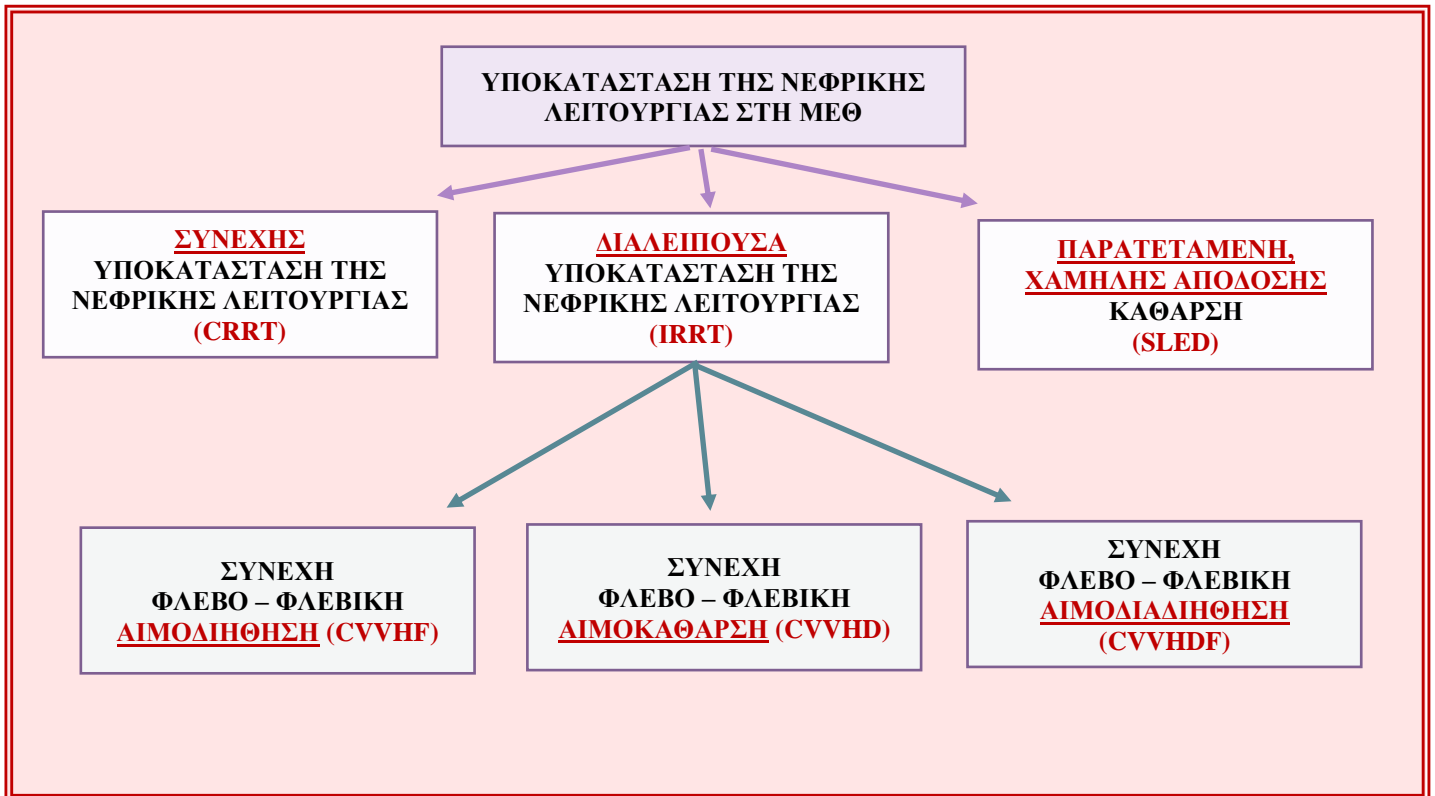 ΥΠΟΚΑΤΑΣΤΑΣΗ ΤΗΣ ΝΕΦΡΙΚΗΣ
ΛΕΙΤΟΥΡΓΙΑΣ ΣΤΗ ΜΕΘ
ΣΥΝΕΧΗΣ
ΥΠΟΚΑΤΑΣΤΑΣΗ ΤΗΣ
ΝΕΦΡΙΚΗΣ ΛΕΙΤΟΥΡΓΙΑΣ
(CRRT)
ΔΙΑΛΕΙΠΟΥΣΑ
ΥΠΟΚΑΤΑΣΤΑΣΗ ΤΗΣ
ΝΕΦΡΙΚΗΣ ΛΕΙΤΟΥΡΓΙΑΣ
(IRRT)
ΠΑΡΑΤΕΤΑΜΕΝΗ,
ΧΑΜΗΛΗΣ ΑΠΟΔΟΣΗΣ
ΚΑΘΑΡΣΗ
(SLED)
ΣΥΝΕΧΗ
ΦΛΕΒΟ – ΦΛΕΒΙΚΗ
ΑΙΜΟΔΙΗΘΗΣΗ (CVVHF)
ΣΥΝΕΧΗ
ΦΛΕΒΟ – ΦΛΕΒΙΚΗ
ΑΙΜΟΚΑΘΑΡΣΗ (CVVHD)
ΣΥΝΕΧΗ
ΦΛΕΒΟ – ΦΛΕΒΙΚΗ
ΑΙΜΟΔΙΑΔΙΗΘΗΣΗ
(CVVHDF)